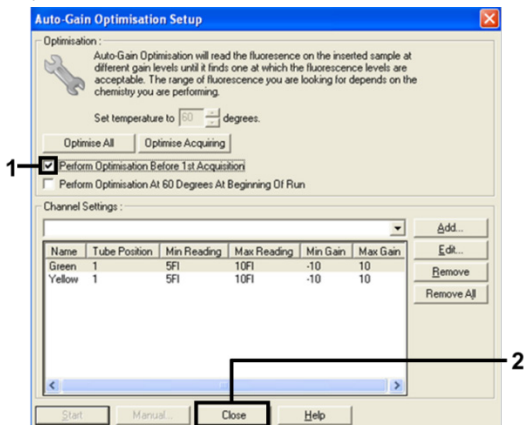 Auto-Gain Optimisation Setup
Optimisation :
Auto-Gain Optimisation will read the fluoresence on the inserted sample at
different gain levels until it finds one at which the fluorescence levels are
acceptable. The range of fluorescence you are looking for depends on the
chemistry you are performing.
Set temperature to 60 degrees.
Optimise All Optimise Acquiring
1
Perform Optimisation Before 1st Acquisition
Perform Optimisation At 60 Degrees At Beginning Of Run
Channel Settings :
Add...
Name Tube Position Min Reading Max Reading Min Gain Max Gain Edit...
Green 1 5Fl 10Fl -10 10
Yellow 1 5Fl 10Fl -10 10
Remove
Remove All
2
Start Manual... Close Help